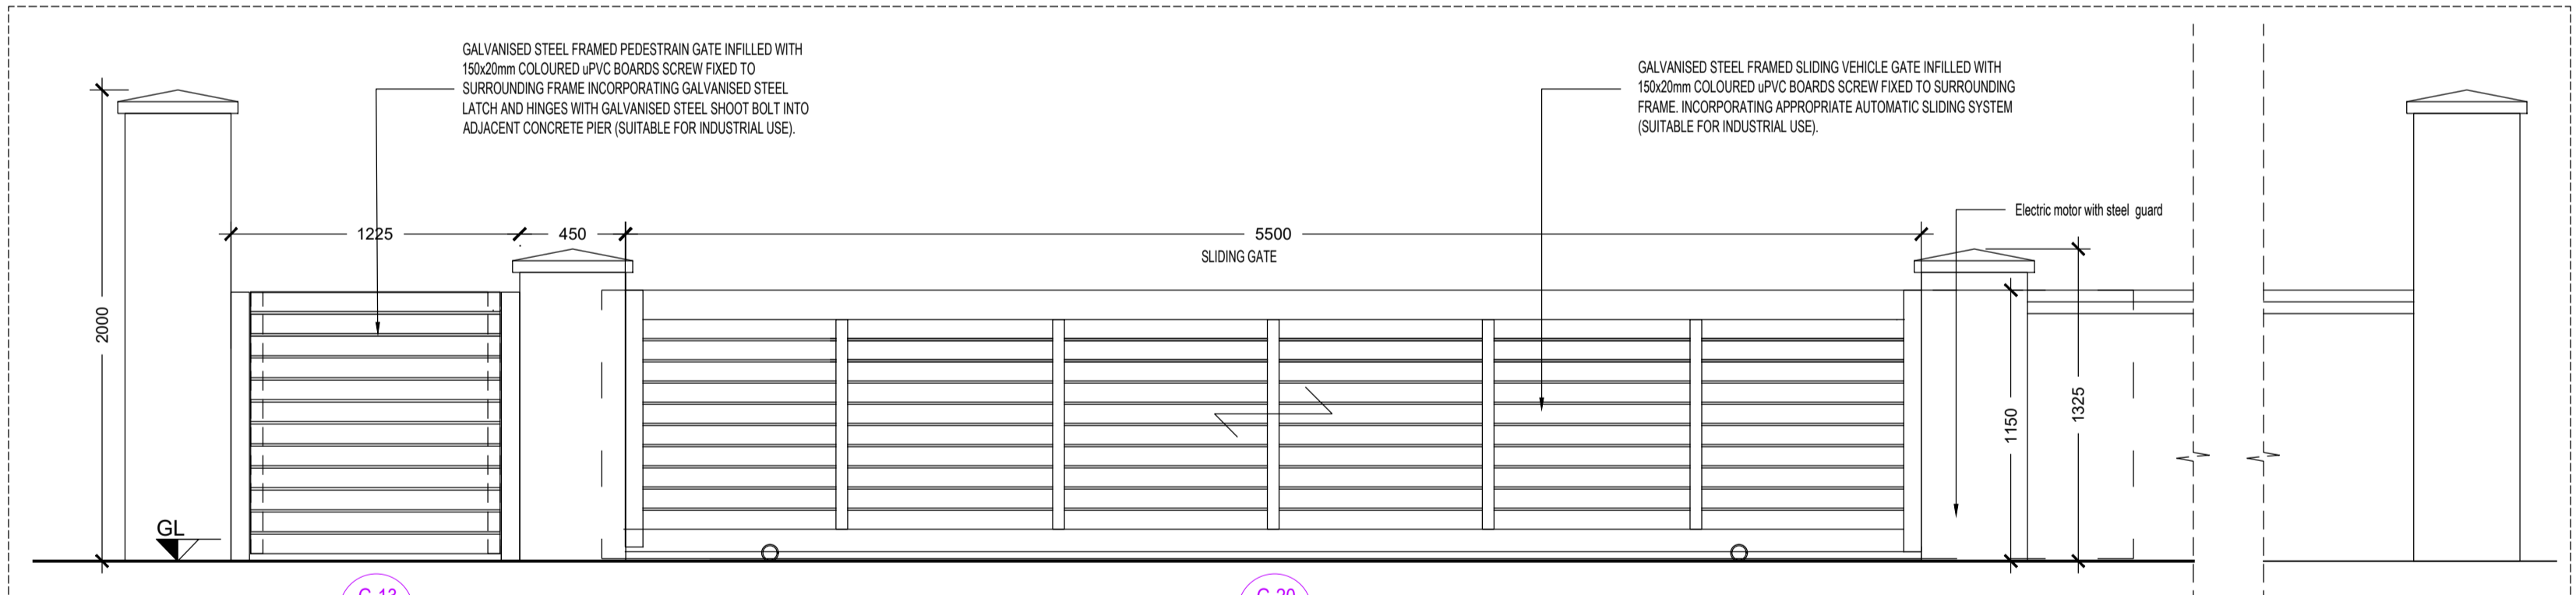 GALVANISED STEEL FRAMED PEDESTRAIN GATE INFILLED WITH
150x20mm COLOURED uPVC BOARDS SCREW FIXED TO
SURROUNDING FRAME INCORPORATING GALVANISED STEEL
LATCH AND HINGES WITH GALVANISED STEEL SHOOT BOLT INTO
ADJACENT CONCRETE PIER (SUITABLE FOR INDUSTRIAL USE).
GALVANISED STEEL FRAMED SLIDING VEHICLE GATE INFILLED WITH
150x20mm COLOURED uPVC BOARDS SCREW FIXED TO SURROUNDING
FRAME. INCORPORATING APPROPRIATE AUTOMATIC SLIDING SYSTEM
(SUITABLE FOR INDUSTRIAL USE).
Electric motor with steel guard
1225
450
5500
SLIDING GATE
2000
1150
1325
GL